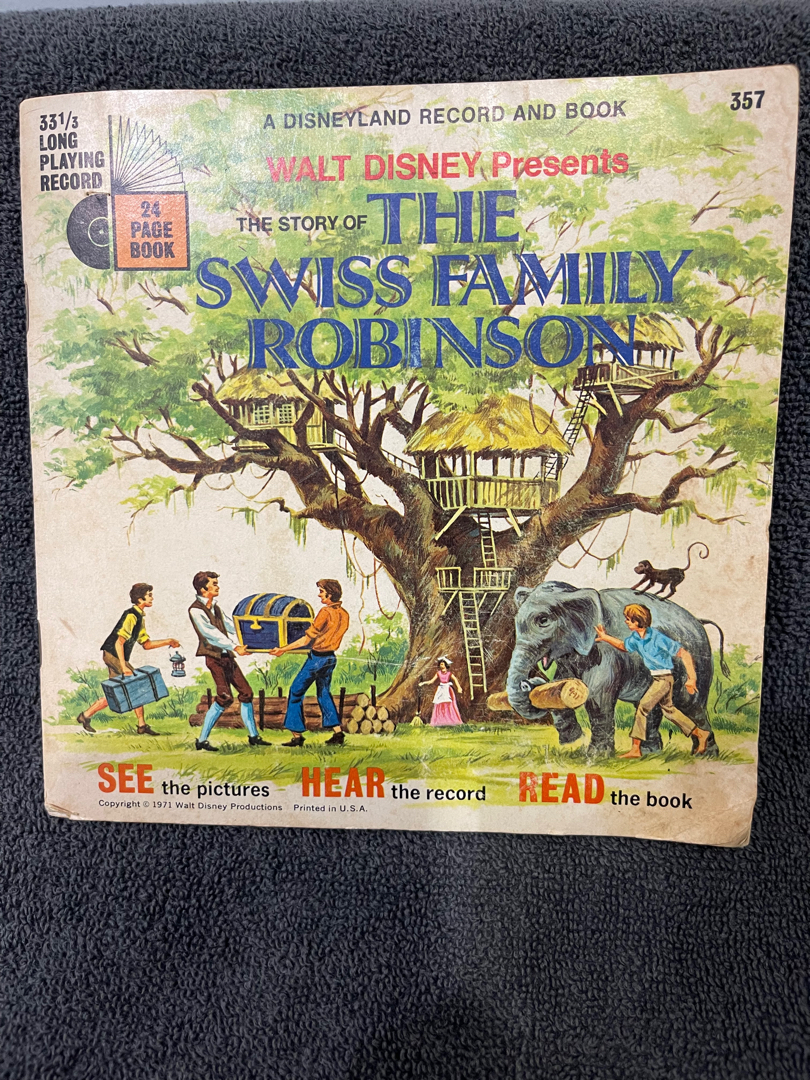 33 1/3
LONG
PLAYING
RECORD
24
PAGE
BOOK
A DISNEYLAND RECORD AND BOOK
357
WALT DISNEY Presents
THE STORY OF THE
SWISS FAMILY
ROBINSON
SEE the pictures HEAR the record READ the book
Copyright © 1971 Walt Disney Productions Printed in U.S.A.